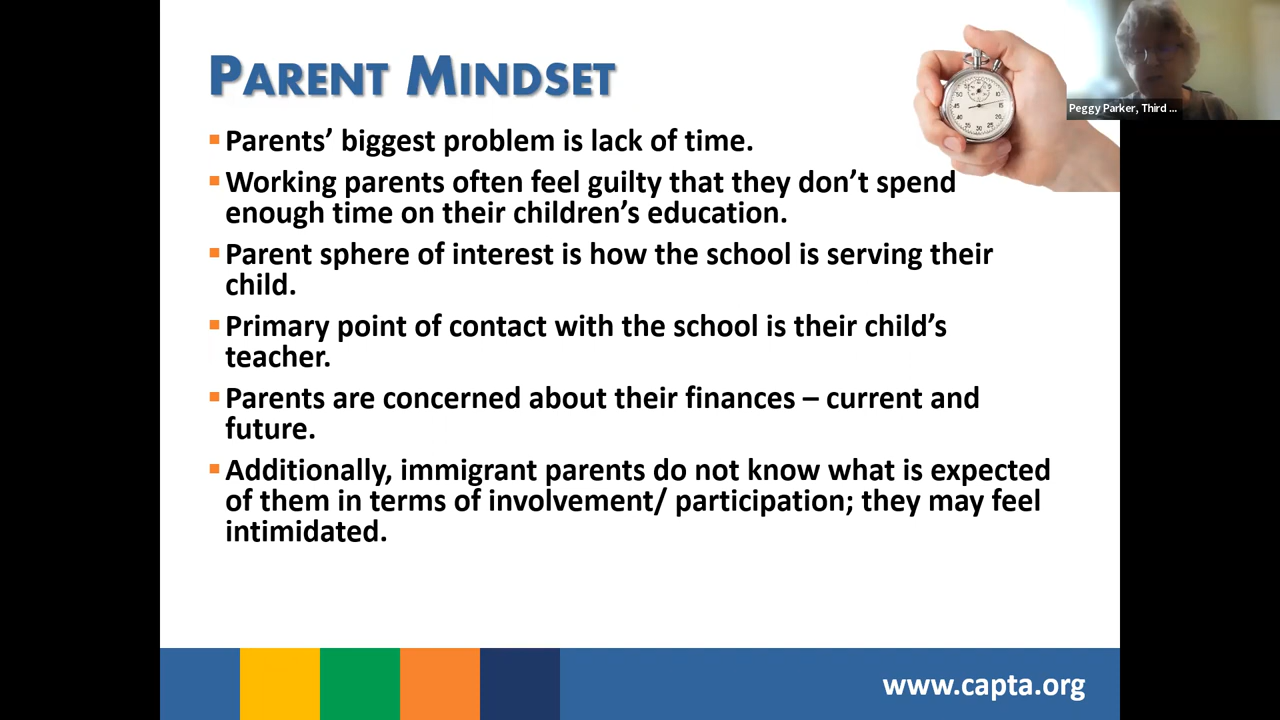 PARENT MINDSET
Peggy Parker, Third ...
▪ Parents’ biggest problem is lack of time.
▪ Working parents often feel guilty that they don’t spend
enough time on their children’s education.
▪ Parent sphere of interest is how the school is serving their
child.
▪ Primary point of contact with the school is their child’s
teacher.
▪ Parents are concerned about their finances – current and
future.
▪ Additionally, immigrant parents do not know what is expected
of them in terms of involvement/ participation; they may feel
intimidated.
www.capta.org